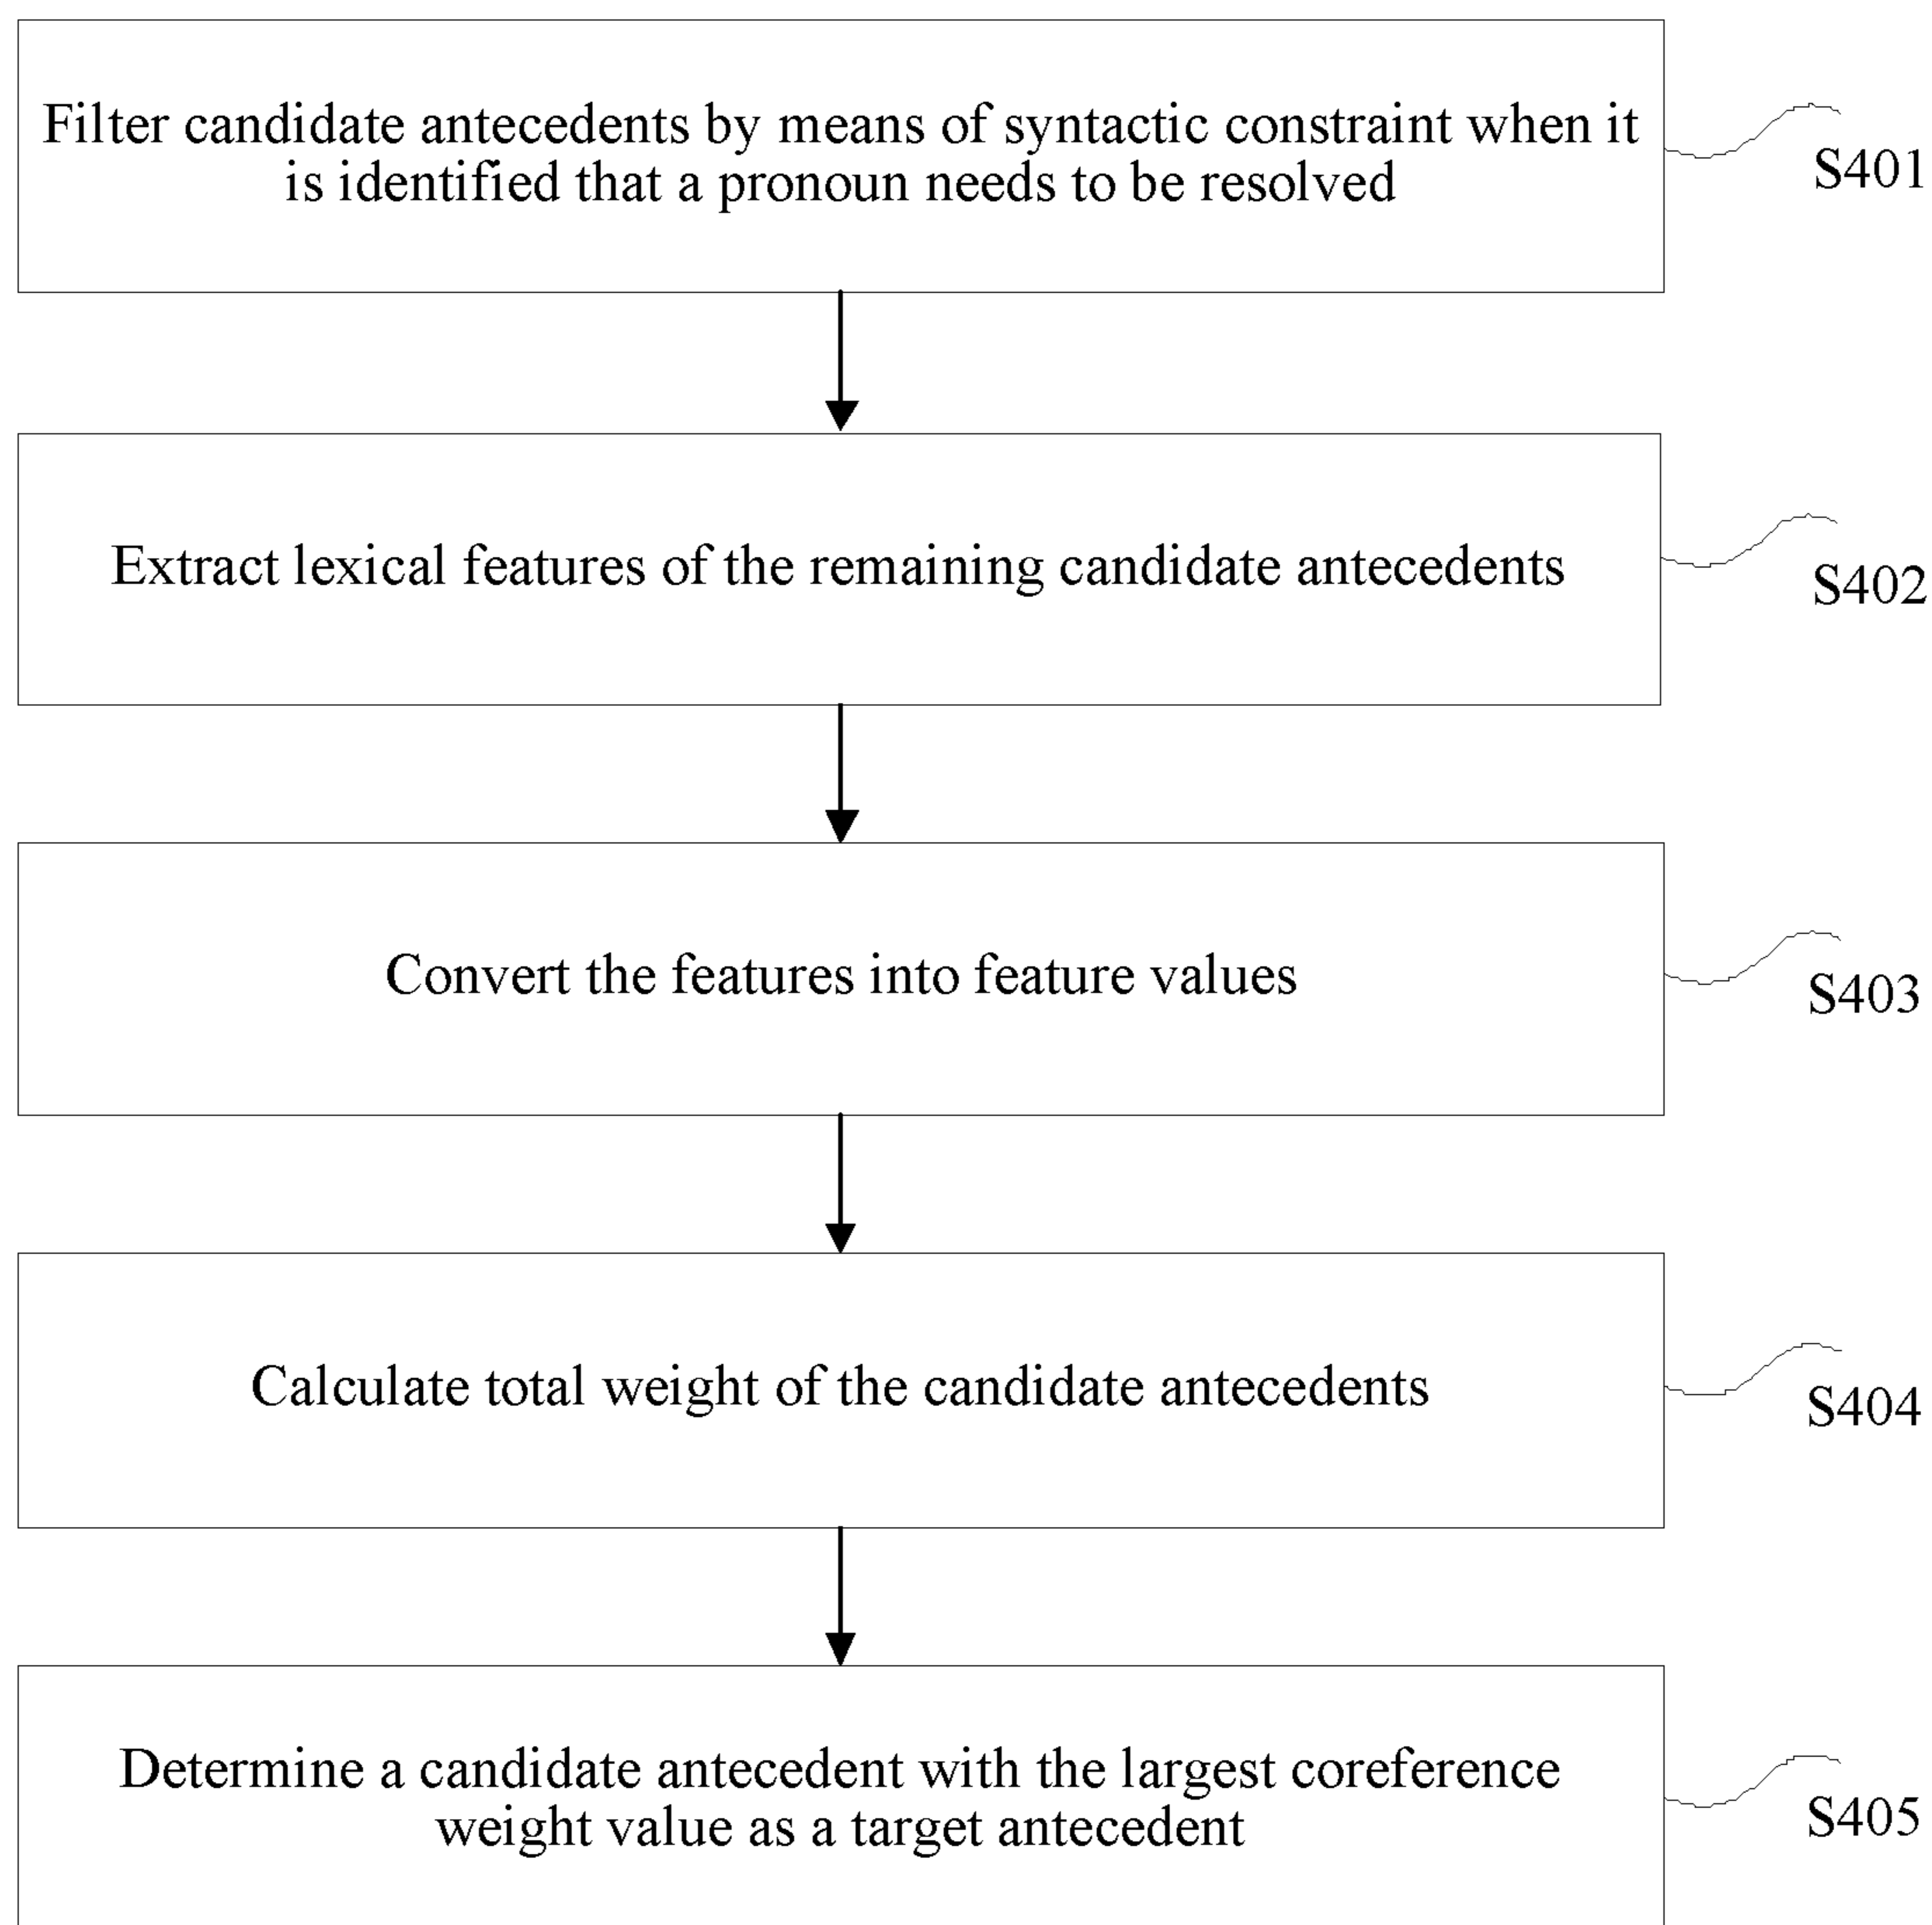 Filter candidate antecedents by means of syntactic constraint when it
is identified that a pronoun needs to be resolved
S401
Extract lexical features of the remaining candidate antecedents
S402
Convert the features into feature values
S403
Calculate total weight of the candidate antecedents
S404
Determine a candidate antecedent with the largest coreference
weight value as a target antecedent
S405